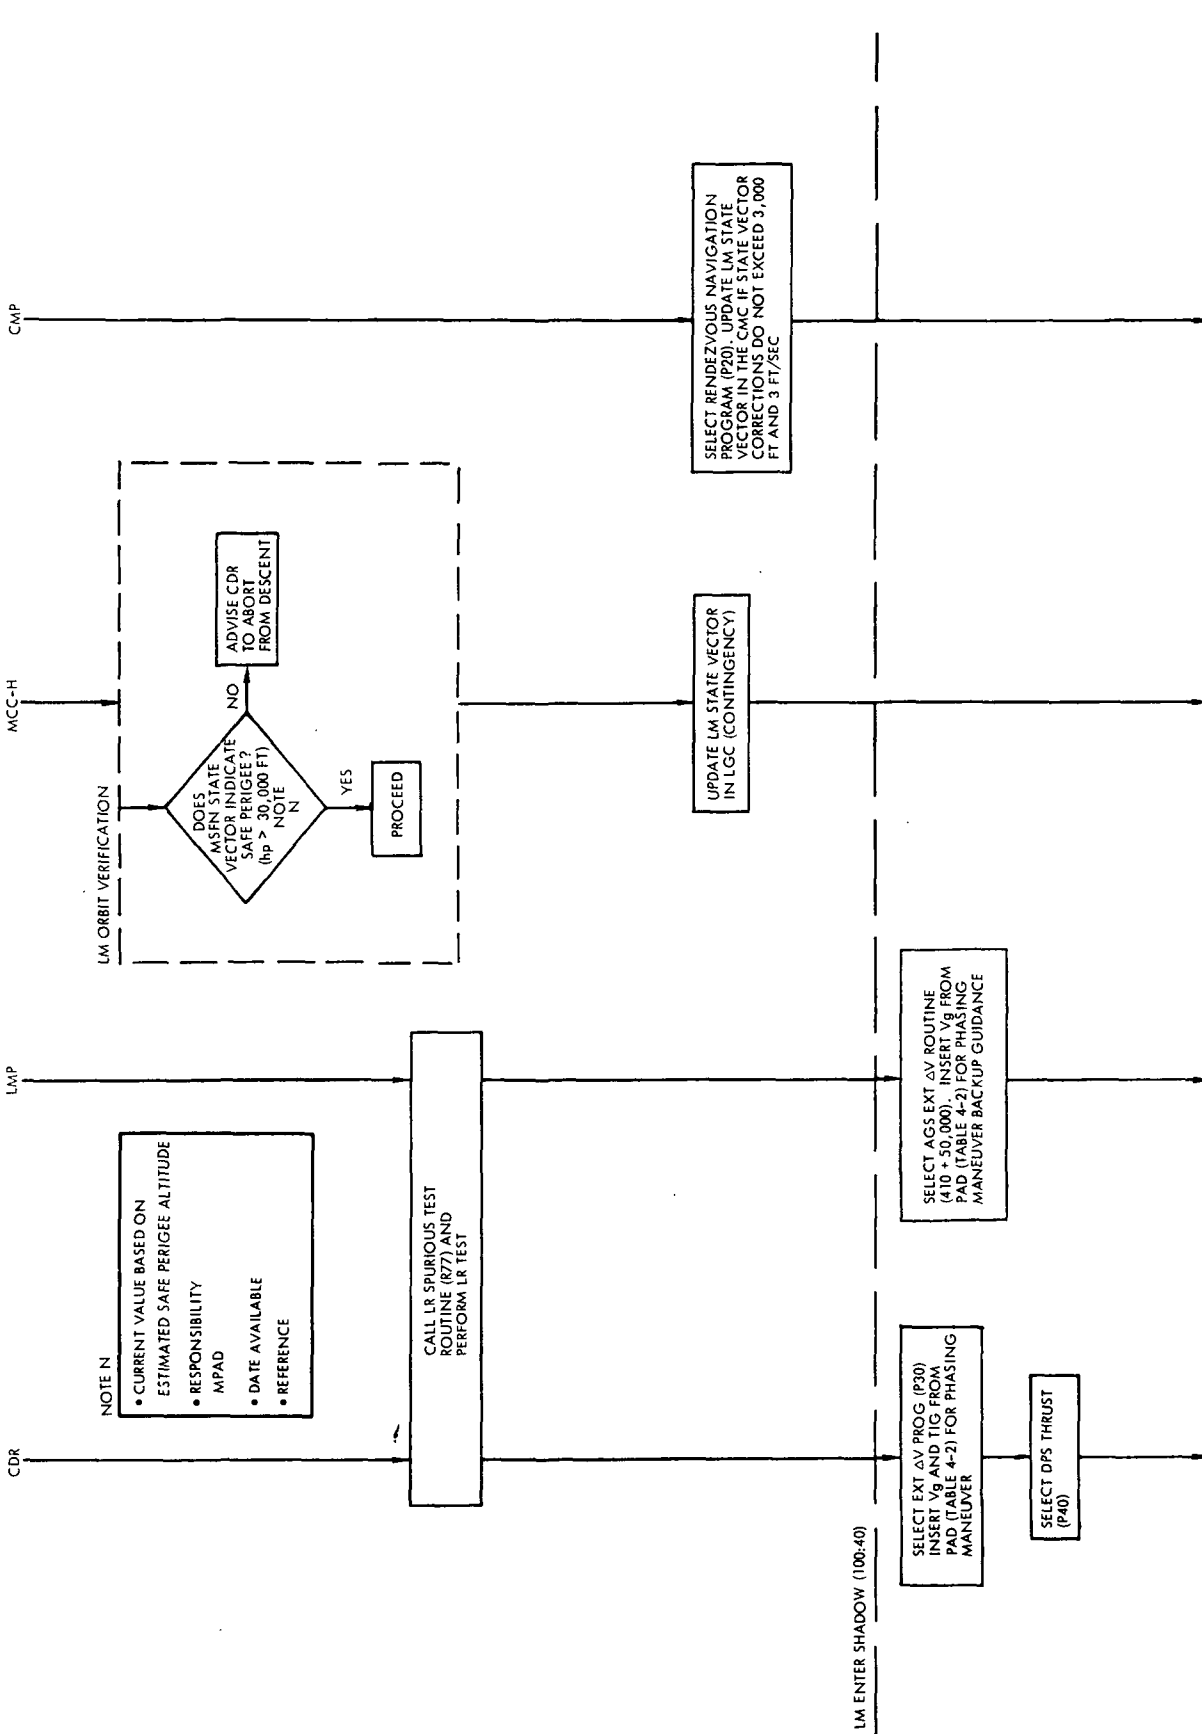 CDR
LMP
MCC-H
CMP
NOTE N
• CURRENT VALUE BASED ON
ESTIMATED SAFE PERIGEE ALTITUDE
• RESPONSIBILITY
MPAD
• DATE AVAILABLE
• REFERENCE
LM ORBIT VERIFICATION
DOES
MSFN STATE
VECTOR INDICATE
SAFE PERIGEE?
(hp > 30,000 FT)
NOTE
N
NO
ADVISE CDR
TO ABORT
FROM DESCENT
YES
PROCEED
CALL LR SPURIOUS TEST
ROUTINE (R77) AND
PERFORM LR TEST
UPDATE LM STATE VECTOR
IN LGC (CONTINGENCY)
SELECT RENDEZVOUS NAVIGATION
PROGRAM (P20). UPDATE LM STATE
VECTOR IN THE CMC IF STATE VECTOR
CORRECTIONS DO NOT EXCEED 3,000
FT AND 3 FT/SEC
LM ENTER SHADOW (100:40)
SELECT EXT ΔV PROG (P30)
INSERT Vg AND TIG FROM
PAD (TABLE 4-2) FOR PHASING
MANEUVER
SELECT AGS EXT ΔV ROUTINE
(410 + 50,000). INSERT Vg FROM
PAD (TABLE 4-2) FOR PHASING
MANEUVER BACKUP GUIDANCE
SELECT DPS THRUST
(P40)